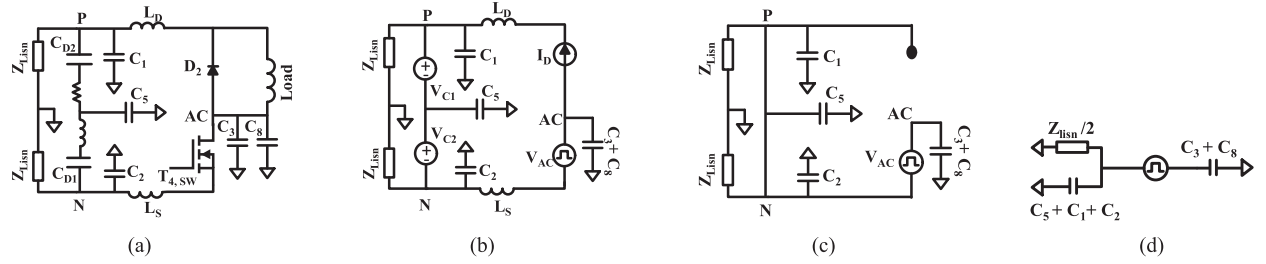 P
L_D
Z_Lisn
C_D2
C_1
D_2
Load
C_5
AC
C_3
C_8
Z_Lisn
C_D1
C_2
T_4, SW
N
L_S
(a)
P
L_D
Z_Lisn
C_1
I_D
V_C1
C_5
AC
V_C2
C_3+C_8
Z_Lisn
C_2
V_AC
N
L_S
(b)
P
Z_Lisn
C_1
C_5
AC
Z_Lisn
C_2
V_AC
C_3+C_8
N
(c)
Z_lisn/2
C_3 + C_8
C_5 + C_1 + C_2
(d)